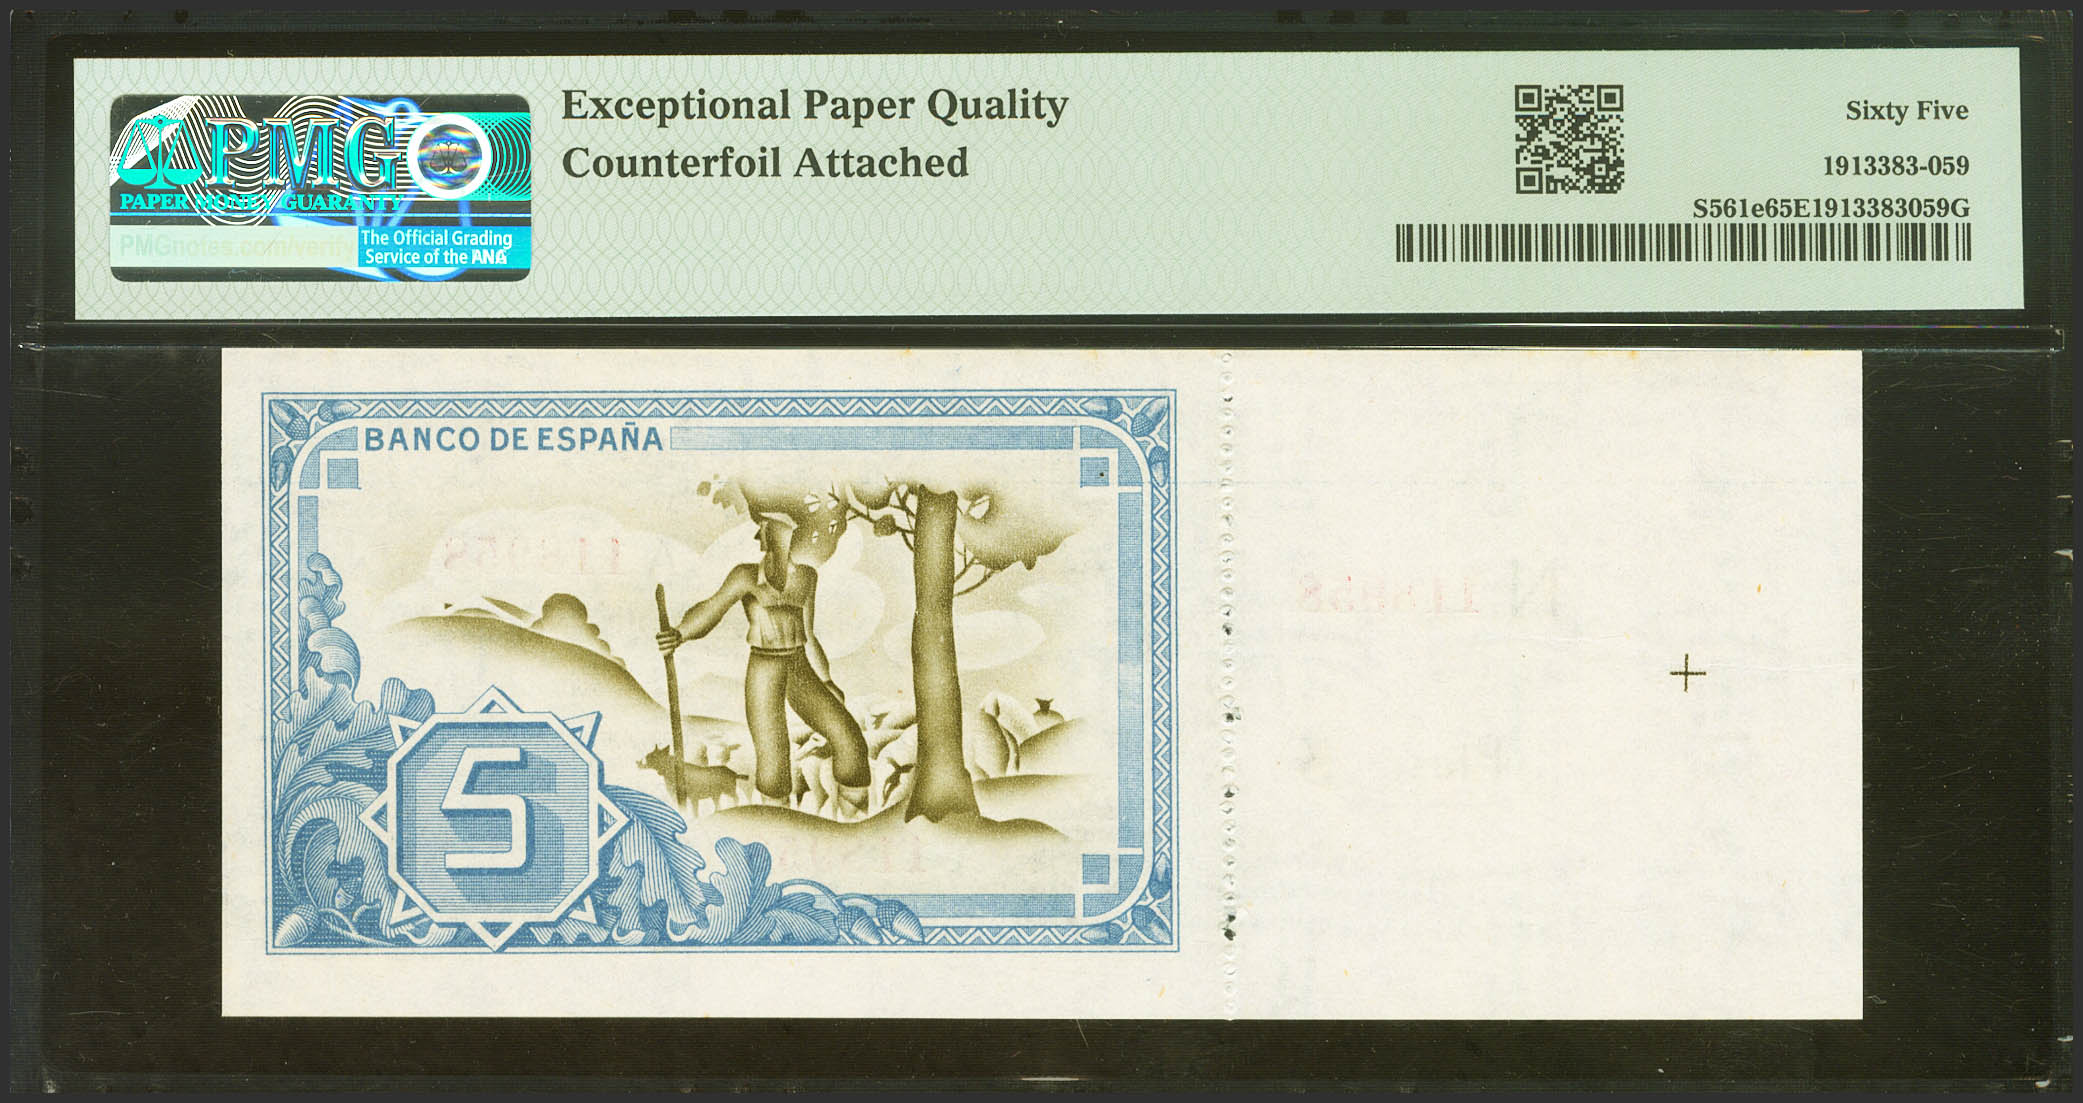 PMG
PAPER MONEY GUARANTY
PMGnotes.com/verify
The Official Grading
Service of the ANA
Exceptional Paper Quality
Counterfoil Attached
Sixty Five
1913383-059
S561e65E1913383059G
BANCO DE ESPAÑA
5